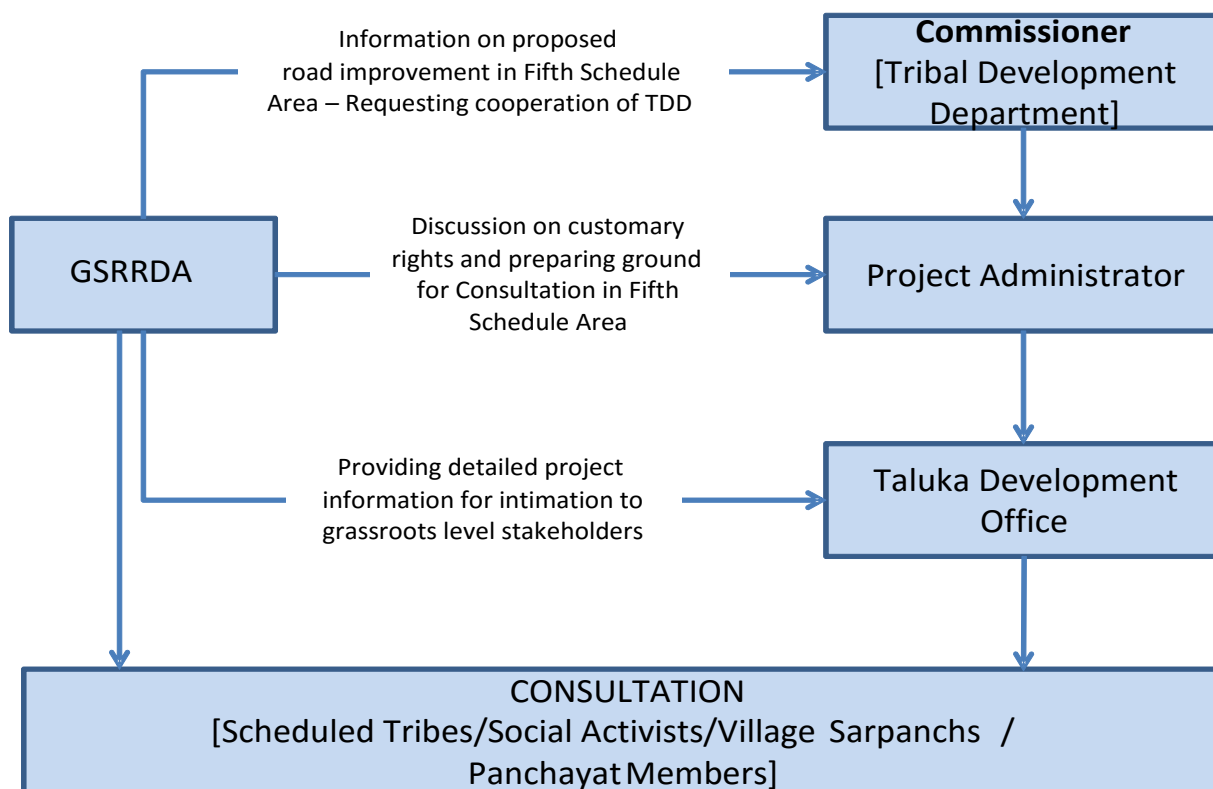 Information on proposed
road improvement in Fifth Schedule
Area – Requesting cooperation of TDD
Commissioner
[Tribal Development
Department]
GSRRDA
Discussion on customary
rights and preparing ground
for Consultation in Fifth
Schedule Area
Project Administrator
Providing detailed project
information for intimation to
grassroots level stakeholders
Taluka Development
Office
CONSULTATION
[Scheduled Tribes/Social Activists/Village Sarpanchs /
Panchayat Members]